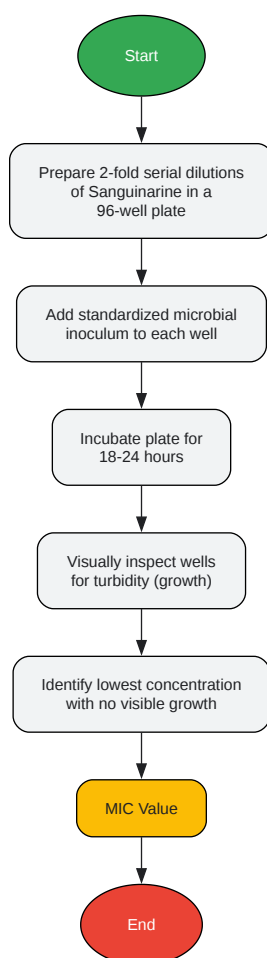 Start
Prepare 2-fold serial dilutions
of Sanguinarine in a
96-well plate
Add standardized microbial
inoculum to each well
Incubate plate for
18-24 hours
Visually inspect wells
for turbidity (growth)
Identify lowest concentration
with no visible growth
MIC Value
End